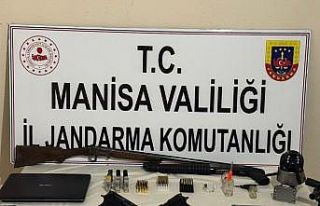 T.C.
MANİSA VALİLİĞİ
İL JANDARMA KOMUTANLIĞI